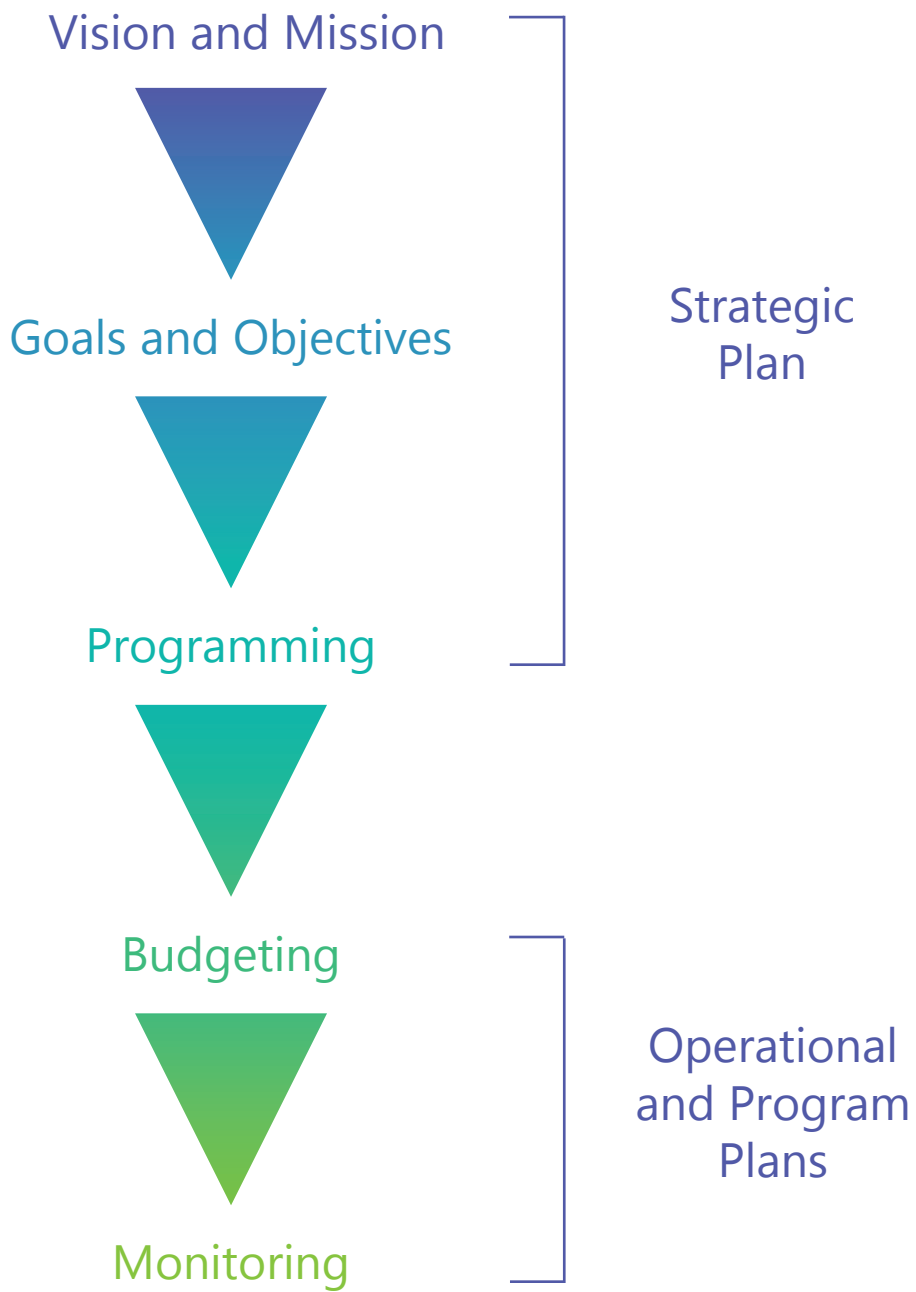 Vision and Mission
Goals and Objectives
Programming
Budgeting
Monitoring
Strategic
Plan
Operational
and Program
Plans